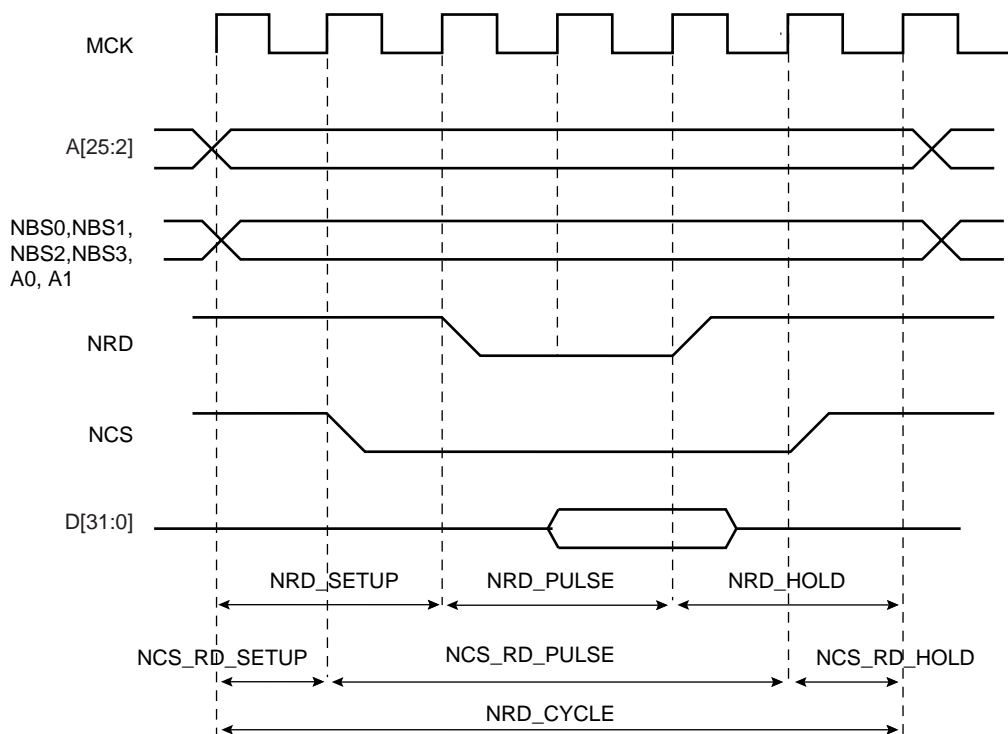 MCK
A[25:2]
NBS0,NBS1,
NBS2,NBS3,
A0, A1
NRD
NCS
D[31:0]
NRD_SETUP NRD_PULSE NRD_HOLD
NCS_RD_SETUP NCS_RD_PULSE NCS_RD_HOLD
NRD_CYCLE